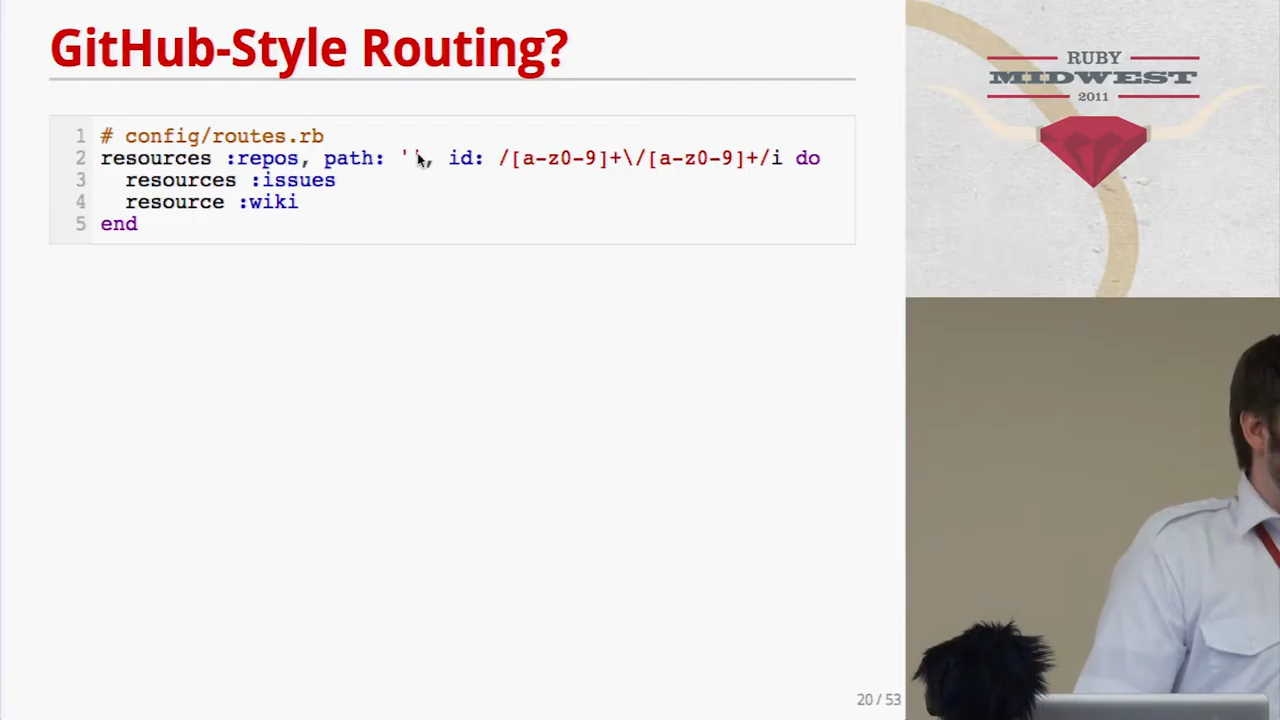 GitHub-Style Routing?
1 # config/routes.rb
2 resources :repos, path: '', id: /[a-z0-9]+\/[a-z0-9]+/i do
3   resources :issues
4   resource :wiki
5 end
20 / 53
RUBY
MIDWEST
2011